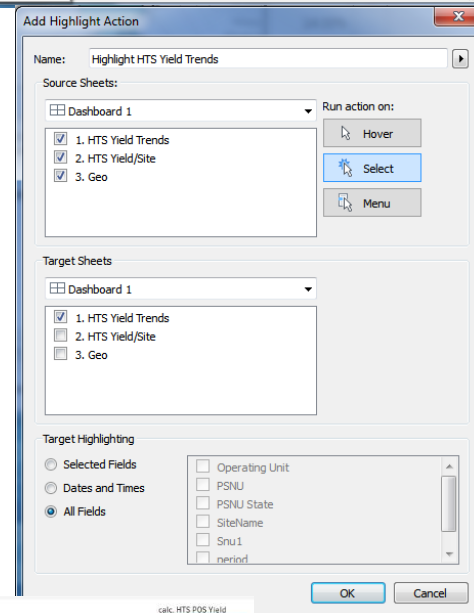 Add Highlight Action
Name: Highlight HTS Yield Trends
Source Sheets:
Dashboard 1
Run action on:
1. HTS Yield Trends
2. HTS Yield/Site
3. Geo
Hover
Select
Menu
Target Sheets
Dashboard 1
1. HTS Yield Trends
2. HTS Yield/Site
3. Geo
Target Highlighting
Selected Fields
Dates and Times
All Fields
Operating Unit
PSNU
PSNU State
SiteName
Snu1
period
OK
Cancel
calc. HTS POS Yield